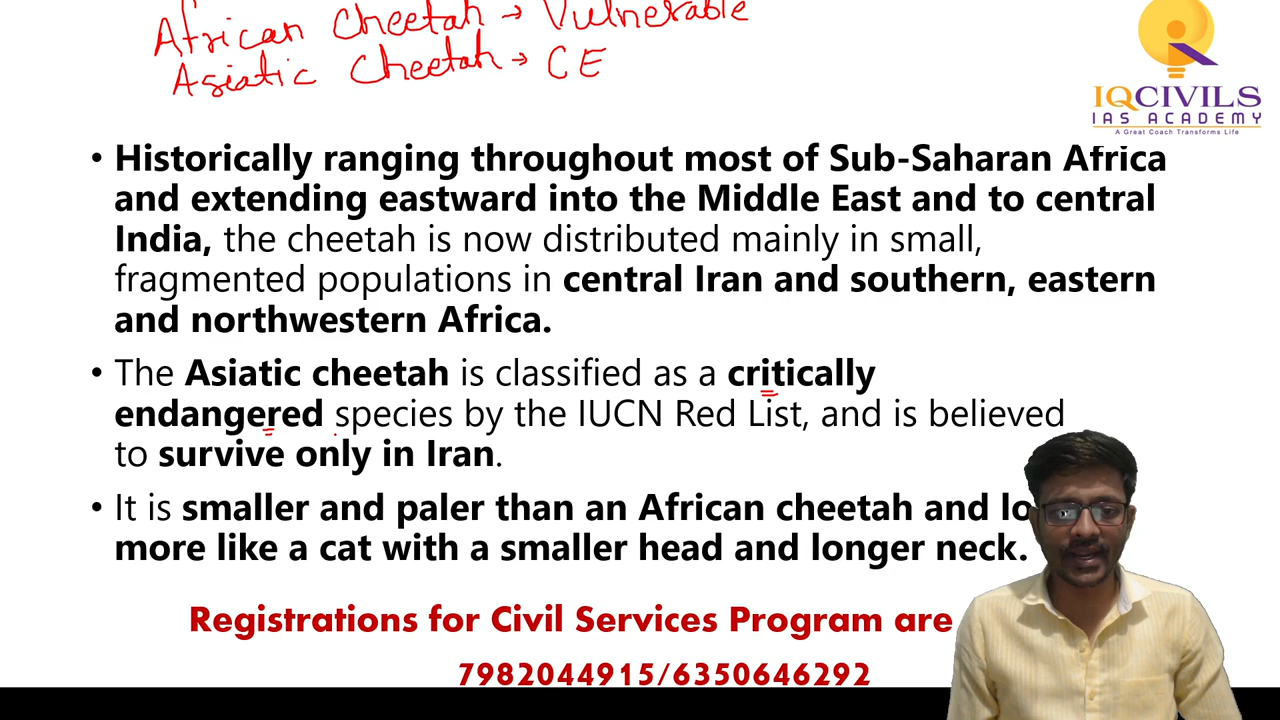 African Cheetah → Vulnerable
Asiatic Cheetah → CE
IQCIVILS
IAS ACADEMY
A Great Coach Transforms Life
• Historically ranging throughout most of Sub-Saharan Africa
and extending eastward into the Middle East and to central
India, the cheetah is now distributed mainly in small,
fragmented populations in central Iran and southern, eastern
and northwestern Africa.
• The Asiatic cheetah is classified as a critically
endangered species by the IUCN Red List, and is believed
to survive only in Iran.
• It is smaller and paler than an African cheetah and lo
more like a cat with a smaller head and longer neck.
Registrations for Civil Services Program are
7982044915/6350646292